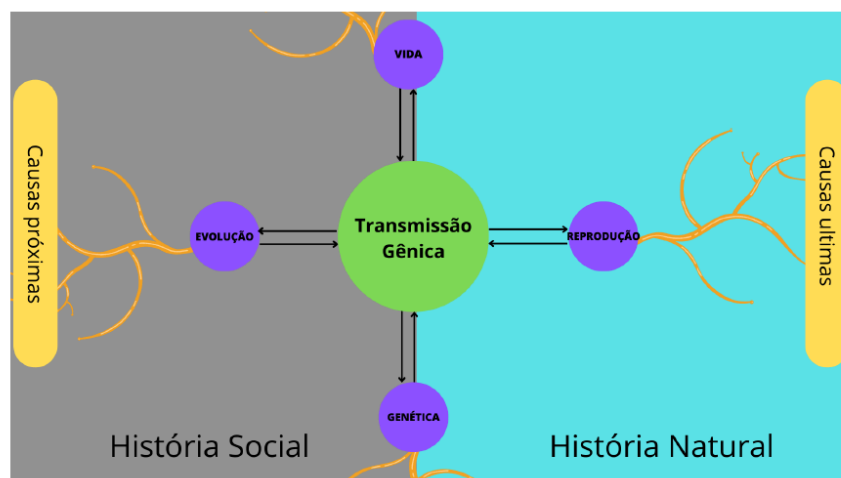 VIDA
Causas próximas
EVOLUÇÃO
Transmissão
Gênica
REPRODUÇÃO
Causas ultimas
GENÉTICA
História Social
História Natural